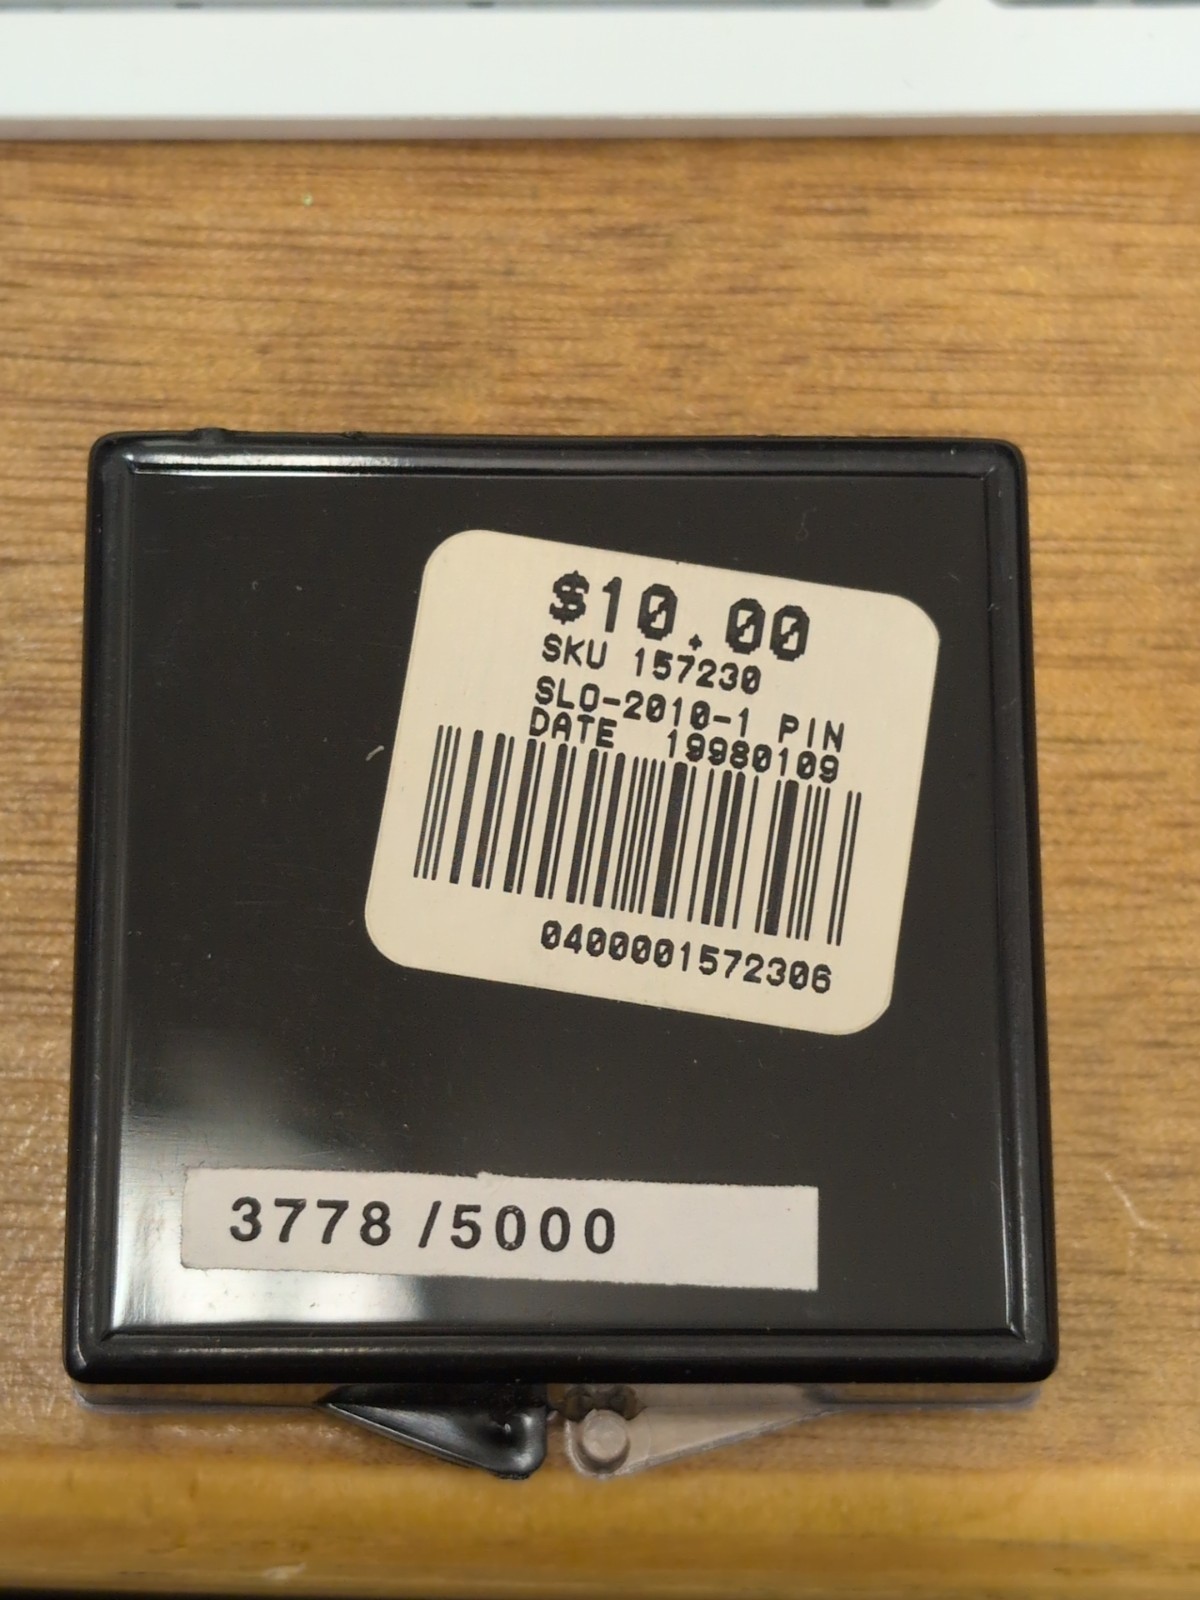 $10.00
SKU 157230
SLO-2010-1 PIN
DATE 19980109
0400001572306
3778 /5000